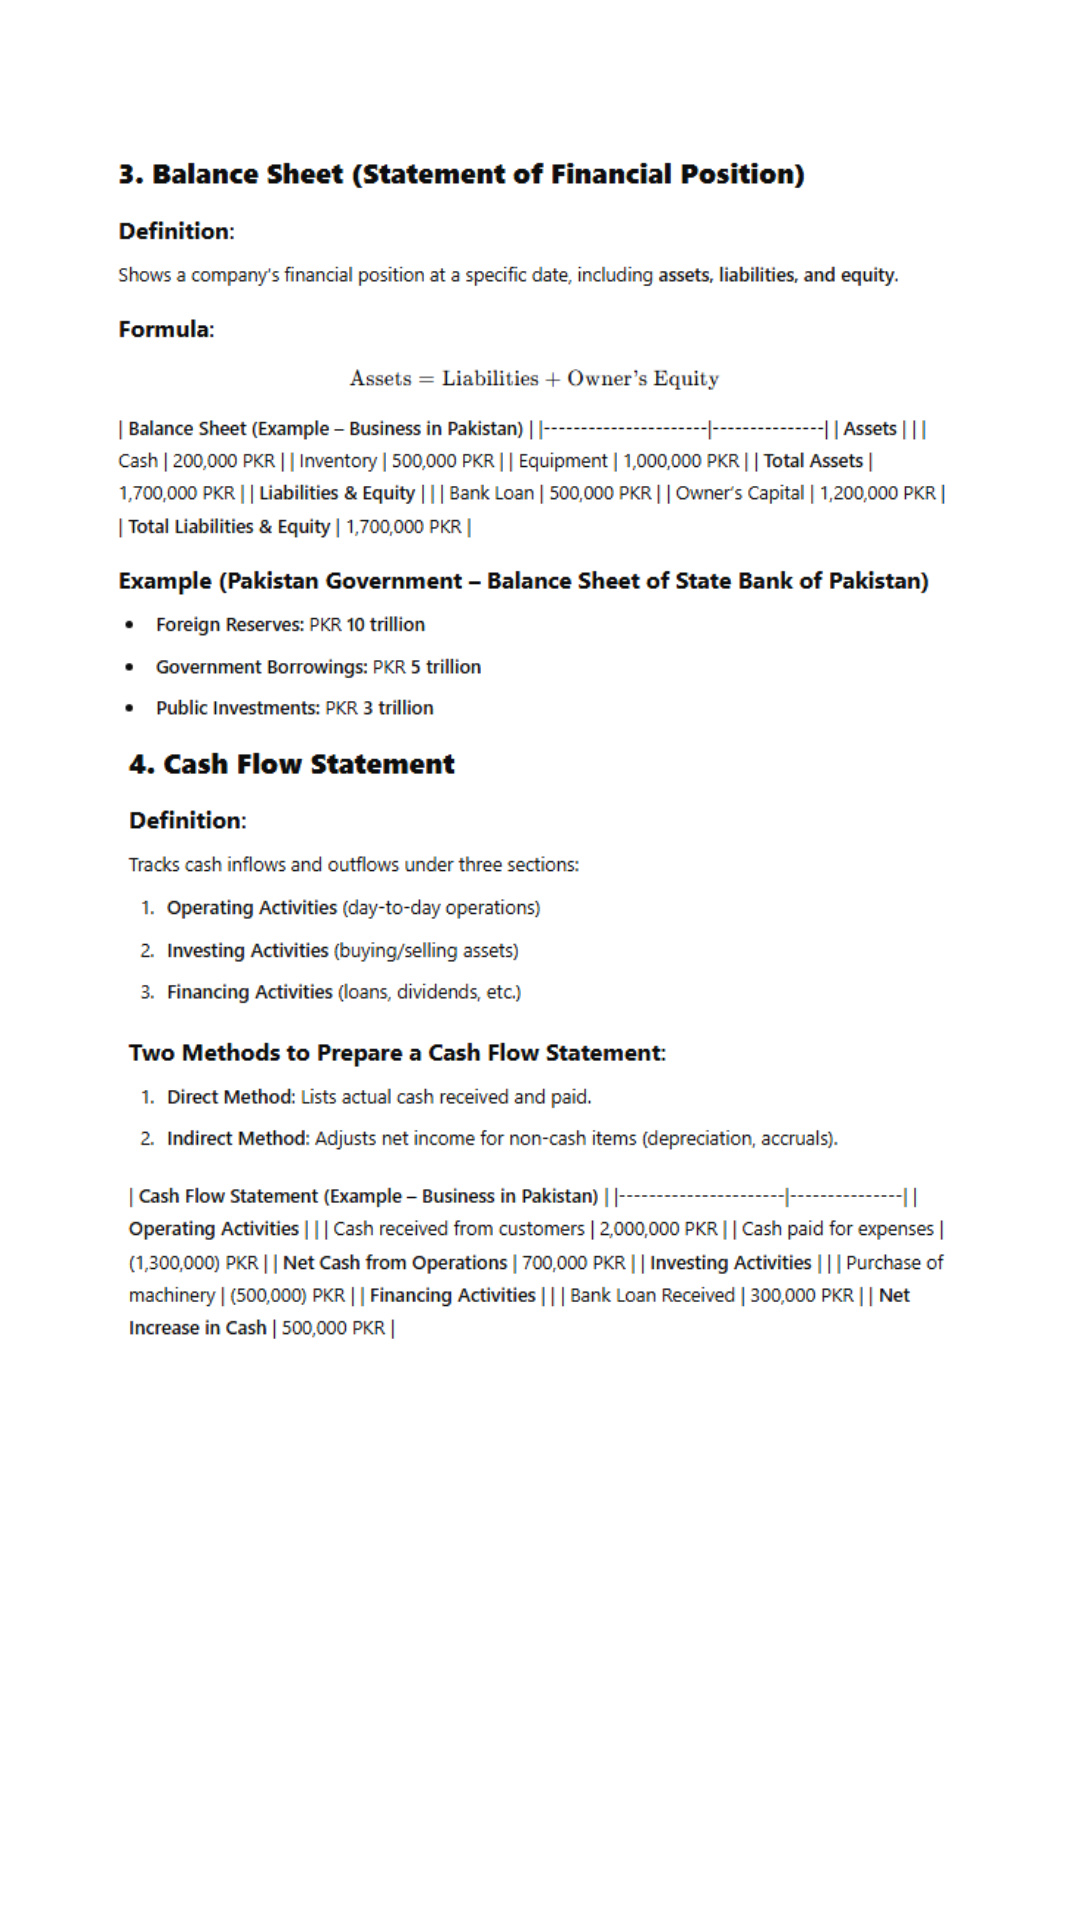 3. Balance Sheet (Statement of Financial Position)
Definition:
Shows a company's financial position at a specific date, including assets, liabilities, and equity.
Formula:
Assets = Liabilities + Owner's Equity
| Balance Sheet (Example – Business in Pakistan) | |----------------------|---------------| | Assets | | |
Cash | 200,000 PKR | | Inventory | 500,000 PKR | | Equipment | 1,000,000 PKR | | Total Assets |
1,700,000 PKR | | Liabilities & Equity | | | Bank Loan | 500,000 PKR | | Owner's Capital | 1,200,000 PKR |
| Total Liabilities & Equity | 1,700,000 PKR |
Example (Pakistan Government – Balance Sheet of State Bank of Pakistan)
• Foreign Reserves: PKR 10 trillion
• Government Borrowings: PKR 5 trillion
• Public Investments: PKR 3 trillion
4. Cash Flow Statement
Definition:
Tracks cash inflows and outflows under three sections:
1. Operating Activities (day-to-day operations)
2. Investing Activities (buying/selling assets)
3. Financing Activities (loans, dividends, etc.)
Two Methods to Prepare a Cash Flow Statement:
1. Direct Method: Lists actual cash received and paid.
2. Indirect Method: Adjusts net income for non-cash items (depreciation, accruals).
| Cash Flow Statement (Example – Business in Pakistan) | |----------------------|---------------| |
Operating Activities | | | Cash received from customers | 2,000,000 PKR | | Cash paid for expenses |
(1,300,000) PKR | | Net Cash from Operations | 700,000 PKR | | Investing Activities | | | Purchase of
machinery | (500,000) PKR | | Financing Activities | | | Bank Loan Received | 300,000 PKR | | Net
Increase in Cash | 500,000 PKR |